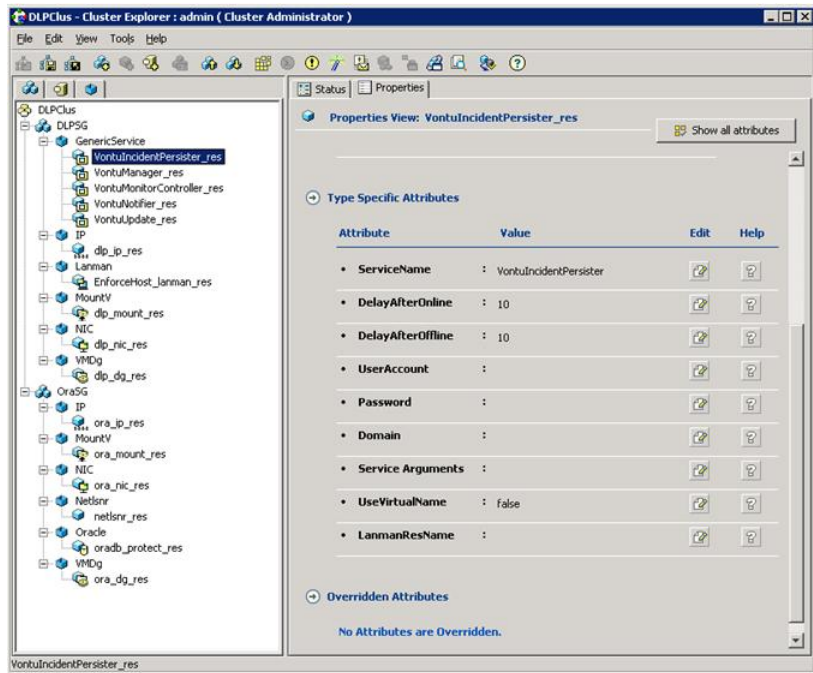 DLPClus - Cluster Explorer : admin ( Cluster Administrator )
File Edit View Tools Help
Status Properties
DLPClus
DLPSG
GenericService
VontuIncidentPersister_res
VontuManager_res
VontuMonitorController_res
VontuNotifier_res
VontuUpdate_res
IP
dlp_ip_res
Lanman
EnforceHost_lanman_res
MountV
dlp_mount_res
NIC
dlp_nic_res
VMDg
dlp_dg_res
OraSG
IP
ora_ip_res
MountV
ora_mount_res
NIC
ora_nic_res
Netlsnr
netlsnr_res
Oracle
oradb_protect_res
VMDg
ora_dg_res
Properties View: VontuIncidentPersister_res
Show all attributes
Type Specific Attributes
Attribute Value Edit Help
• ServiceName : VontuIncidentPersister
• DelayAfterOnline : 10
• DelayAfterOffline : 10
• UserAccount :
• Password :
• Domain :
• Service Arguments :
• UseVirtualName : false
• LanmanResName :
Overridden Attributes
No Attributes are Overridden.
VontuIncidentPersister_res